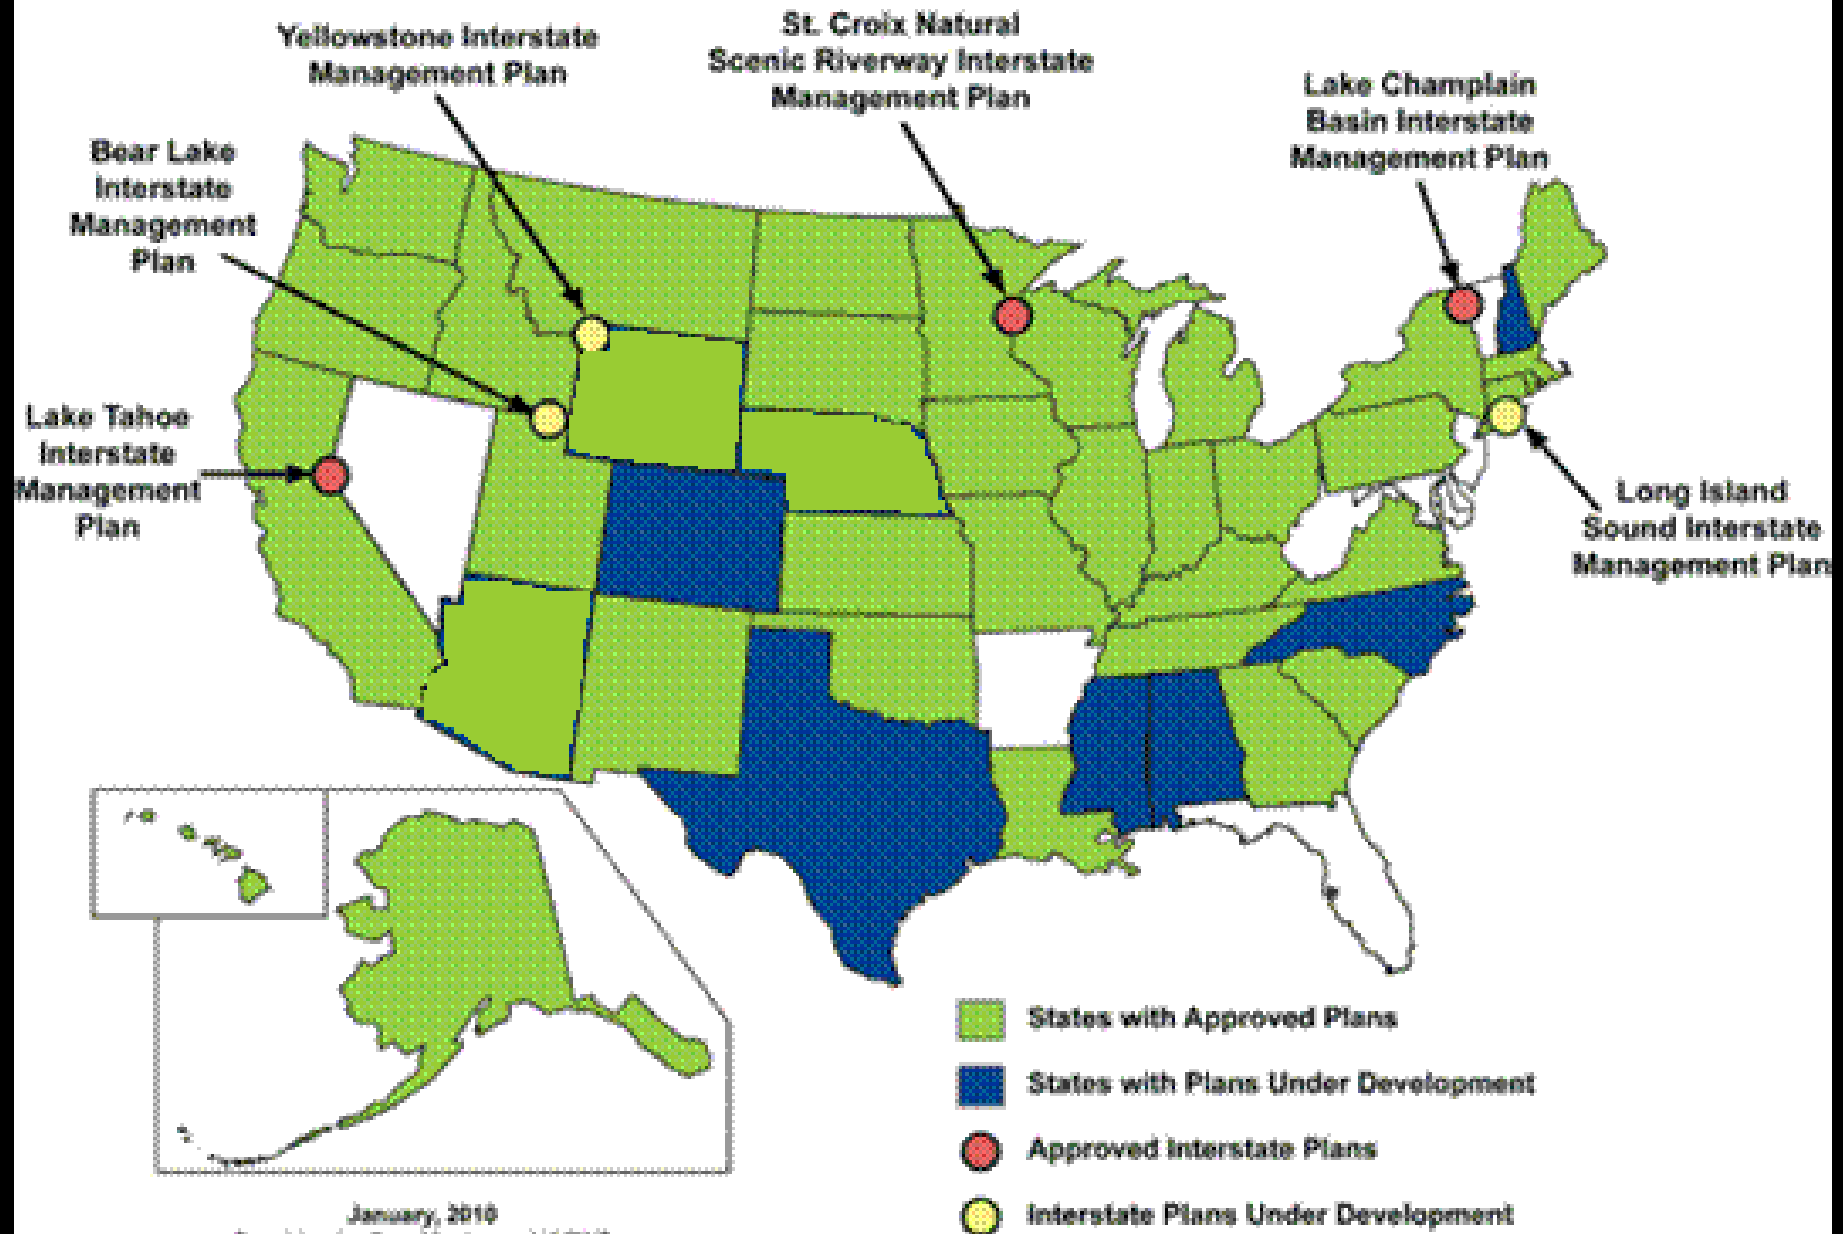 Yellowstone Interstate
Management Plan
St. Croix Natural
Scenic Riverway Interstate
Management Plan
Lake Champlain
Basin Interstate
Management Plan
Bear Lake
Interstate
Management
Plan
Lake Tahoe
Interstate
Management
Plan
Long Island
Sound Interstate
Management Plan
States with Approved Plans
States with Plans Under Development
Approved Interstate Plans
Interstate Plans Under Development
January, 2010